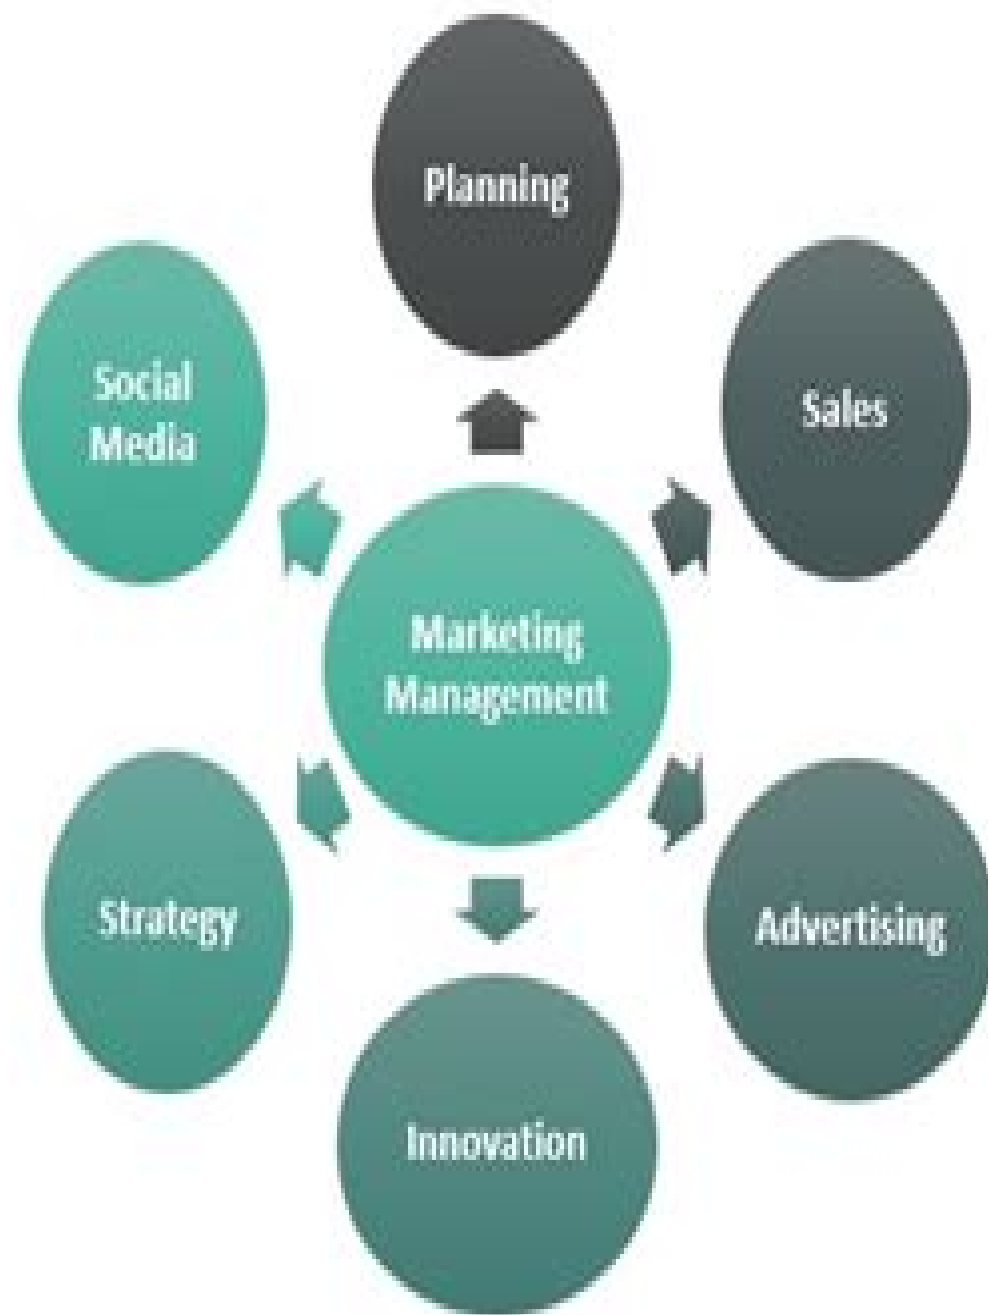 Planning
Social
Media
Sales
Marketing
Management
Strategy
Advertising
Innovation